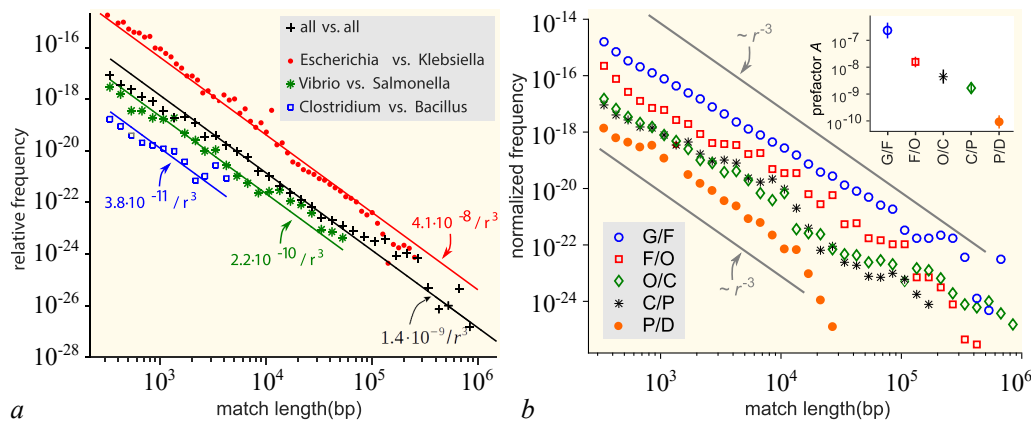 10^-16
10^-18
10^-20
10^-22
10^-24
10^-26
10^-28
relative frequency
all vs. all
Escherichia vs. Klebsiella
Vibrio vs. Salmonella
Clostridium vs. Bacillus
3.8·10^-11/r^3
2.2·10^-10/r^3
4.1·10^-8/r^3
1.4·10^-9/r^3
10^3
10^4
10^5
10^6
match length(bp)
a
10^-14
10^-16
10^-18
10^-20
10^-22
10^-24
normalized frequency
~ r^-3
~ r^-3
G/F
F/O
O/C
C/P
P/D
prefactor A
10^-7
10^-8
10^-9
10^-10
G/F
F/O
O/C
C/P
P/D
10^3
10^4
10^5
10^6
match length(bp)
b